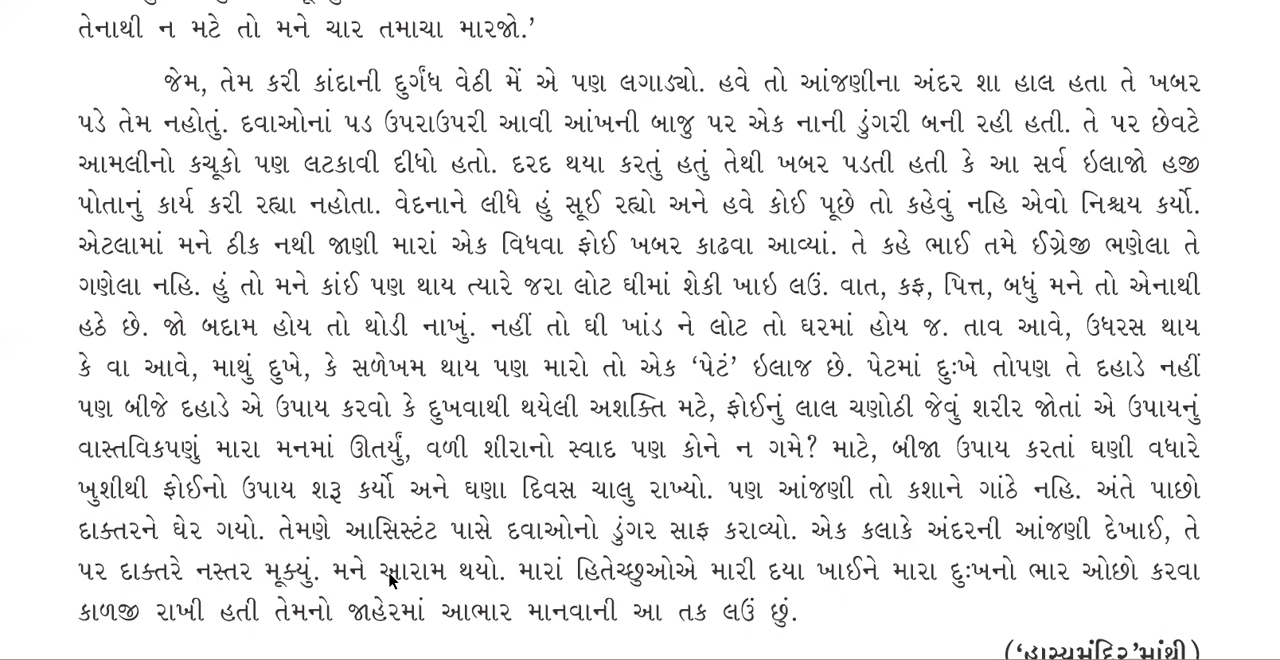 તેનાથી ન મટે તો મને ચાર તમાચા મારજો.’
જેમ, તેમ કરી કાંદાની દુર્ગંધ વેઠી મેં એ પણ લગાડ્યો. હવે તો આંજણીના અંદર શા હાલ હતા તે ખબર
પડે તેમ નહોતું. દવાઓનાં પડ ઉપરાઉપરી આવી આંખની બાજુ પર એક નાની ડુંગરી બની રહી હતી. તે પર છેવટે
આમલીનો કચૂકો પણ લટકાવી દીધો હતો. દરદ થયા કરતું હતું તેથી ખબર પડતી હતી કે આ સર્વ ઇલાજો હજી
પોતાનું કાર્ય કરી રહ્યા નહોતા. વેદનાને લીધે હું સૂઈ રહ્યો અને હવે કોઈ પૂછે તો કહેવું નહિ એવો નિશ્ચય કર્યો.
એટલામાં મને ઠીક નથી જાણી મારાં એક વિધવા ફોઈ ખબર કાઢવા આવ્યાં. તે કહે ભાઈ તમે ઈગ્રેજી ભણેલા તે
ગણેલા નહિ. હું તો મને કાંઈ પણ થાય ત્યારે જરા લોટ ઘીમાં શેકી ખાઇ લઉં. વાત, કફ, પિત્ત, બધું મને તો એનાથી
હઠે છે. જો બદામ હોય તો થોડી નાખું. નહીં તો ઘી ખાંડ ને લોટ તો ઘરમાં હોય જ. તાવ આવે, ઉધરસ થાય
કે વા આવે, માથું દુખે, કે સળેખમ થાય પણ મારો તો એક ‘પેટં’ ઇલાજ છે. પેટમાં દુઃખે તોપણ તે દહાડે નહીં
પણ બીજે દહાડે એ ઉપાય કરવો કે દુખવાથી થયેલી અશક્તિ મટે, ફોઈનું લાલ ચણોઠી જેવું શરીર જોતાં એ ઉપાયનું
વાસ્તવિકપણું મારા મનમાં ઊતર્યું, વળી શીરાનો સ્વાદ પણ કોને ન ગમે? માટે, બીજા ઉપાય કરતાં ઘણી વધારે
ખુશીથી ફોઈનો ઉપાય શરૂ કર્યો અને ઘણા દિવસ ચાલુ રાખ્યો. પણ આંજણી તો કશાને ગાંઠે નહિ. અંતે પાછો
દાક્તરને ઘેર ગયો. તેમણે આસિસ્ટંટ પાસે દવાઓનો ડુંગર સાફ કરાવ્યો. એક કલાકે અંદરની આંજણી દેખાઈ, તે
પર દાક્તરે નસ્તર મૂક્યું. મને આરામ થયો. મારાં હિતેચ્છુઓએ મારી દયા ખાઈને મારા દુઃખનો ભાર ઓછો કરવા
કાળજી રાખી હતી તેમનો જાહેરમાં આભાર માનવાની આ તક લઉં છું.
(‘હાસ્યમંદિર’માંથી)